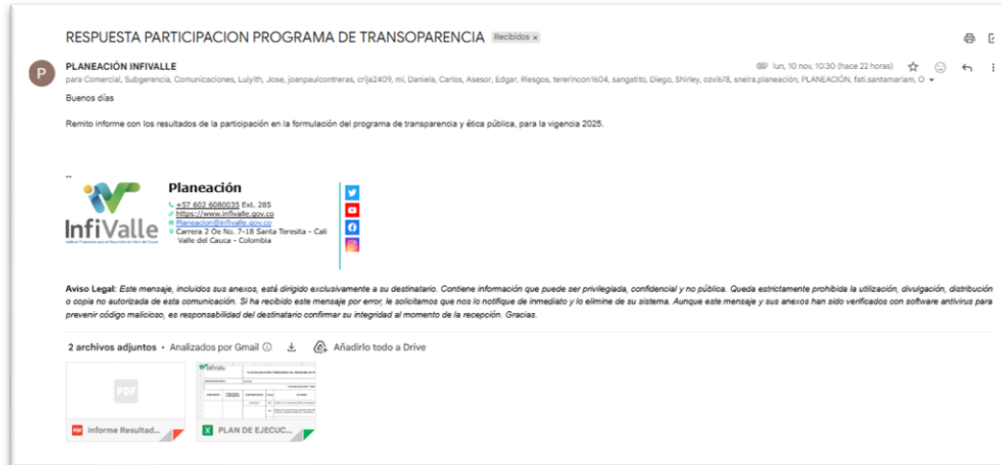 RESPUESTA PARTICIPACION PROGRAMA DE TRANSOPARENCIA Recibidos x
P
PLANEACIÓN INFIVALLE
lun, 10 nov, 10:30 (hace 22 horas)
para Comercial, Subgerencia, Comunicaciones, Luiyith, Jose, joanpaulcontreras, crija2409, mí, Daniela, Carlos, Asesor, Edgar, Riesgos, tererincon1604, sangatito, Diego, Shirley, ozxi678, sneira.planeación, PLANEACIÓN, fati.santamariam, O
Buenos días
Remito informe con los resultados de la participación en la formulación del programa de transparencia y ética pública, para la vigencia 2025.
--
InfiValle
Planeación
+57 602 6080035 Ext. 285
https://www.infivalle.gov.co
Planeacion@infivalle.gov.co
Carrera 2 Oe No. 7-18 Santa Teresita - Cali
Valle del Cauca - Colombia
Aviso Legal: Este mensaje, incluidos sus anexos, está dirigido exclusivamente a su destinatario. Contiene información que puede ser privilegiada, confidencial y no pública. Queda estrictamente prohibida la utilización, divulgación, distribución
o copia no autorizada de esta comunicación. Si ha recibido este mensaje por error, le solicitamos que nos lo notifique de inmediato y lo elimine de su sistema. Aunque este mensaje y sus anexos han sido verificados con software antivirus para
prevenir código malicioso, es responsabilidad del destinatario confirmar su integridad al momento de la recepción. Gracias.
2 archivos adjuntos • Analizados por Gmail
Añadirlo todo a Drive
PDF
InfiValle
PDF Informe Resultad...
X PLAN DE EJECUC...